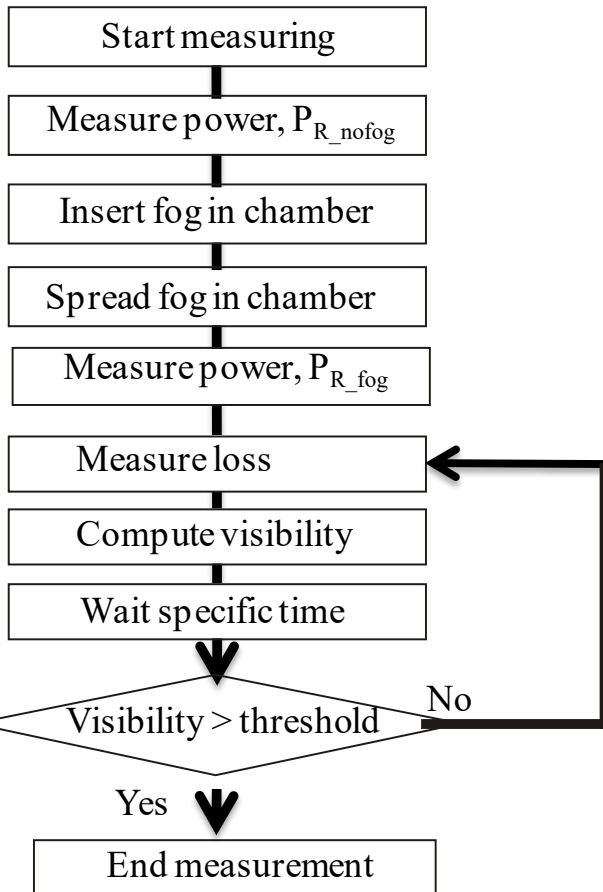 Start measuring
Measure power, P_R_nofog
Insert fog in chamber
Spread fog in chamber
Measure power, P_R_fog
Measure loss
Compute visibility
Wait specific time
No
Visibility > threshold
Yes
End measurement